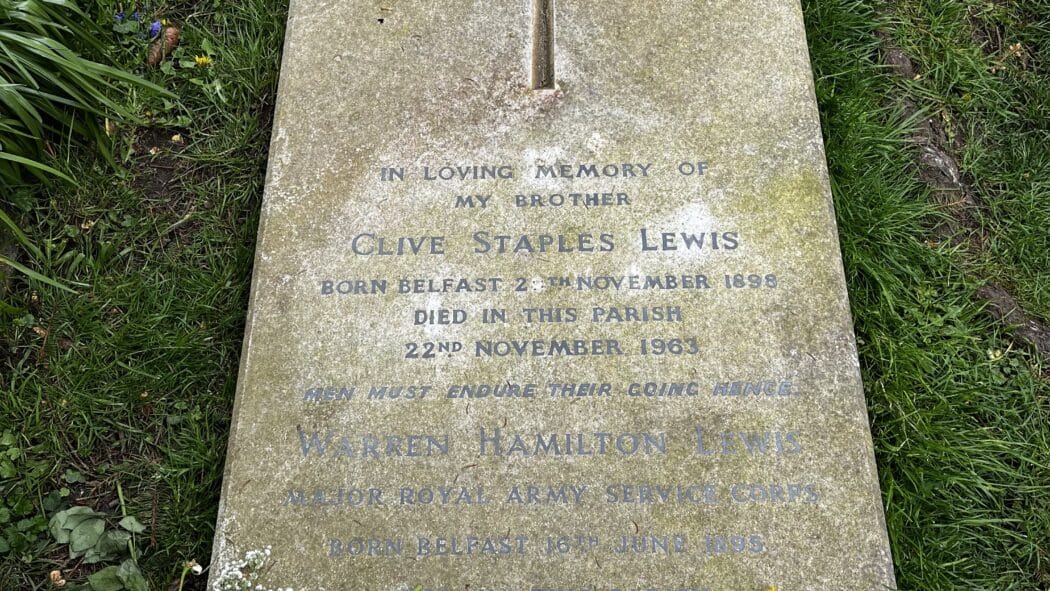 IN LOVING MEMORY OF
MY BROTHER
CLIVE STAPLES LEWIS
BORN BELFAST 2 TH NOVEMBER 1898
DIED IN THIS PARISH
22ND NOVEMBER 1963
MEN MUST ENDURE THEIR GOING HENCE.
WARREN HAMILTON LEWIS
MAJOR ROYAL ARMY SERVICE CORPS
BORN BELFAST 16TH JUNE 1895